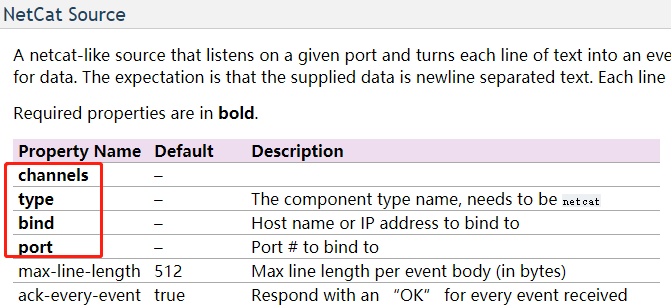 NetCat Source
A netcat-like source that listens on a given port and turns each line of text into an eve
for data. The expectation is that the supplied data is newline separated text. Each line
Required properties are in bold.
Property Name Default Description
channels –
type – The component type name, needs to be netcat
bind – Host name or IP address to bind to
port – Port # to bind to
max-line-length 512 Max line length per event body (in bytes)
ack-every-event true Respond with an “OK” for every event received